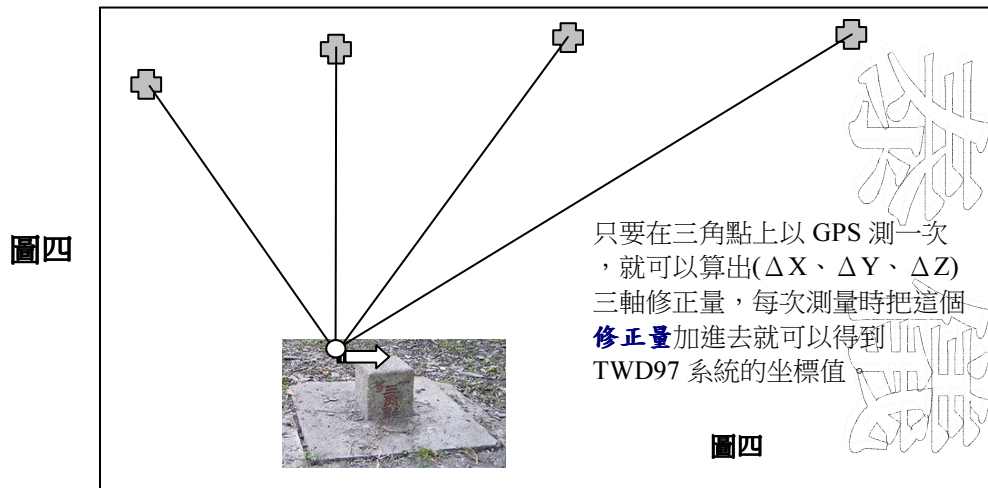 圖四
只要在三角點上以 GPS 測一次
，就可以算出(ΔX、ΔY、ΔZ)
三軸修正量，每次測量時把這個
修正量加進去就可以得到
TWD97 系統的坐標值。
圖四